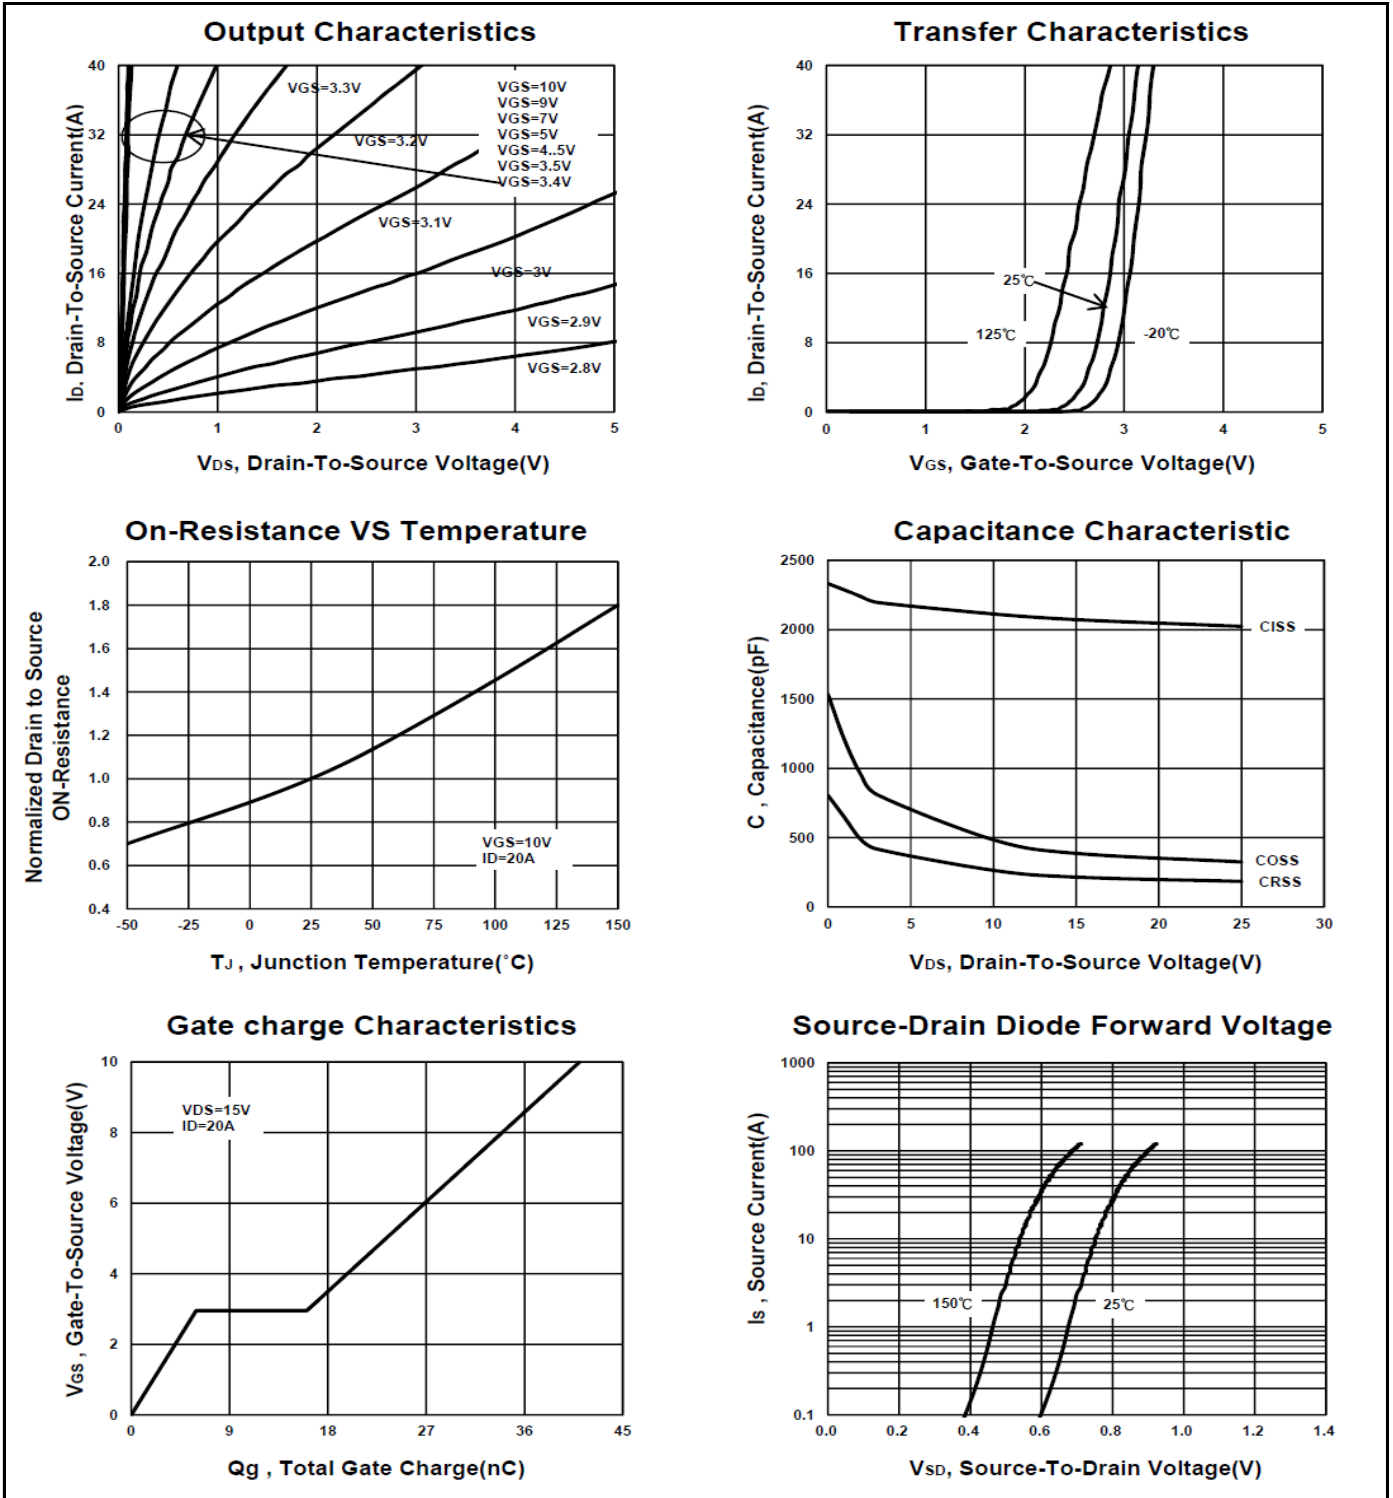 Output Characteristics
ID. Drain-To-Source Current(A)
40
32
24
16
8
0
0 1 2 3 4 5
VGS=3.3V
VGS=3.2V
VGS=3.1V
VGS=3V
VGS=2.9V
VGS=2.8V
VGS=10V
VGS=9V
VGS=7V
VGS=5V
VGS=4..5V
VGS=3.5V
VGS=3.4V
VDS, Drain-To-Source Voltage(V)
Transfer Characteristics
ID, Drain-To-Source Current(A)
40
32
24
16
8
0
0 1 2 3 4 5
25℃
125℃
-20℃
VGS, Gate-To-Source Voltage(V)
On-Resistance VS Temperature
Normalized Drain to Source
ON-Resistance
2.0
1.8
1.6
1.4
1.2
1.0
0.8
0.6
0.4
-50 -25 0 25 50 75 100 125 150
VGS=10V
ID=20A
TJ , Junction Temperature(°C)
Capacitance Characteristic
C , Capacitance(pF)
2500
2000
1500
1000
500
0
0 5 10 15 20 25 30
CISS
COSS
CRSS
VDS, Drain-To-Source Voltage(V)
Gate charge Characteristics
VGS , Gate-To-Source Voltage(V)
10
8
6
4
2
0
0 9 18 27 36 45
VDS=15V
ID=20A
Qg , Total Gate Charge(nC)
Source-Drain Diode Forward Voltage
IS , Source Current(A)
1000
100
10
1
0.1
0.0 0.2 0.4 0.6 0.8 1.0 1.2 1.4
150℃
25℃
VSD, Source-To-Drain Voltage(V)